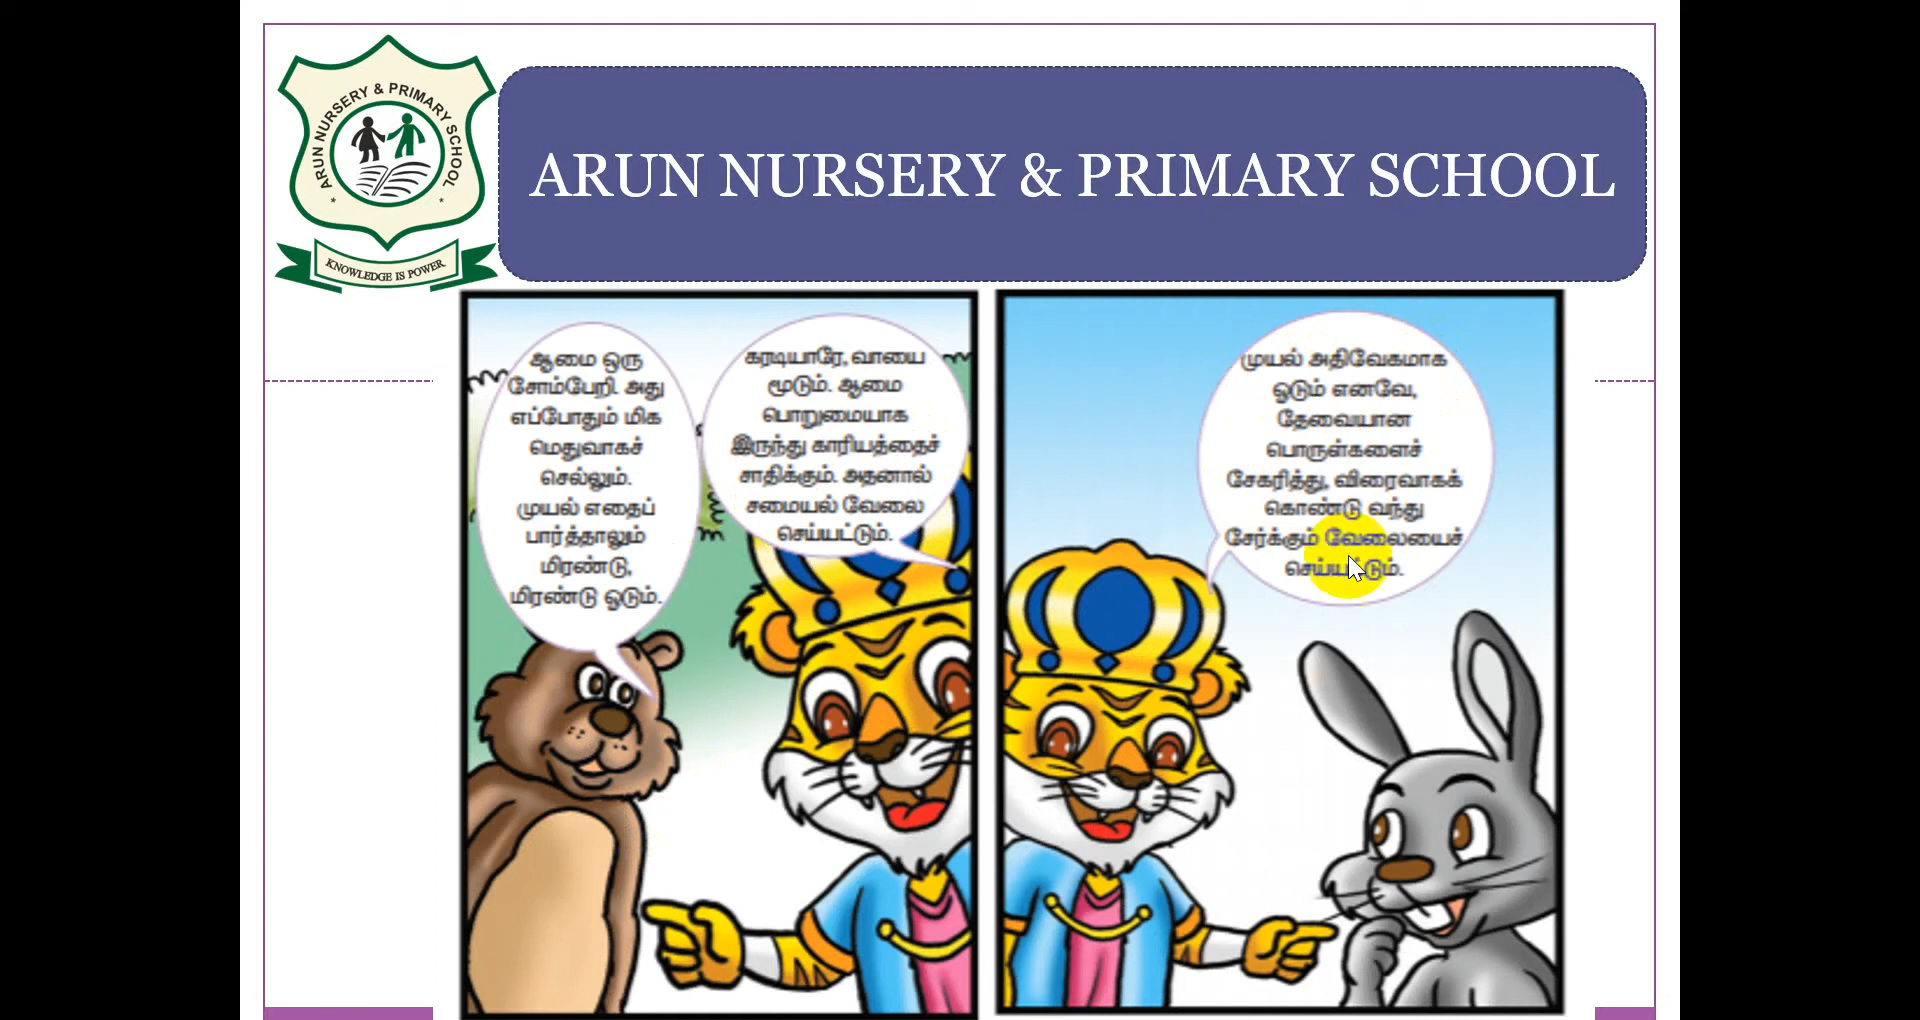 ARUN NURSERY & PRIMARY SCHOOL
KNOWLEDGE IS POWER
ARUN NURSERY & PRIMARY SCHOOL
ஆமை ஒரு
சோம்பேறி. அது
எப்போதும் மிக
மெதுவாகச்
செல்லும்.
முயல் எதைப்
பார்த்தாலும்
மிரண்டு,
மிரண்டு ஓடும்.
கரடியாரே, வாயை
மூடும். ஆமை
பொறுமையாக
இருந்து காரியத்தைச்
சாதிக்கும். அதனால்
சமையல் வேலை
செய்யட்டும்.
முயல் அதிவேகமாக
ஓடும் எனவே,
தேவையான
பொருள்களைச்
சேகரித்து, விரைவாகக்
கொண்டு வந்து
சேர்க்கும் வேலையைச்
செய்யட்டும்.